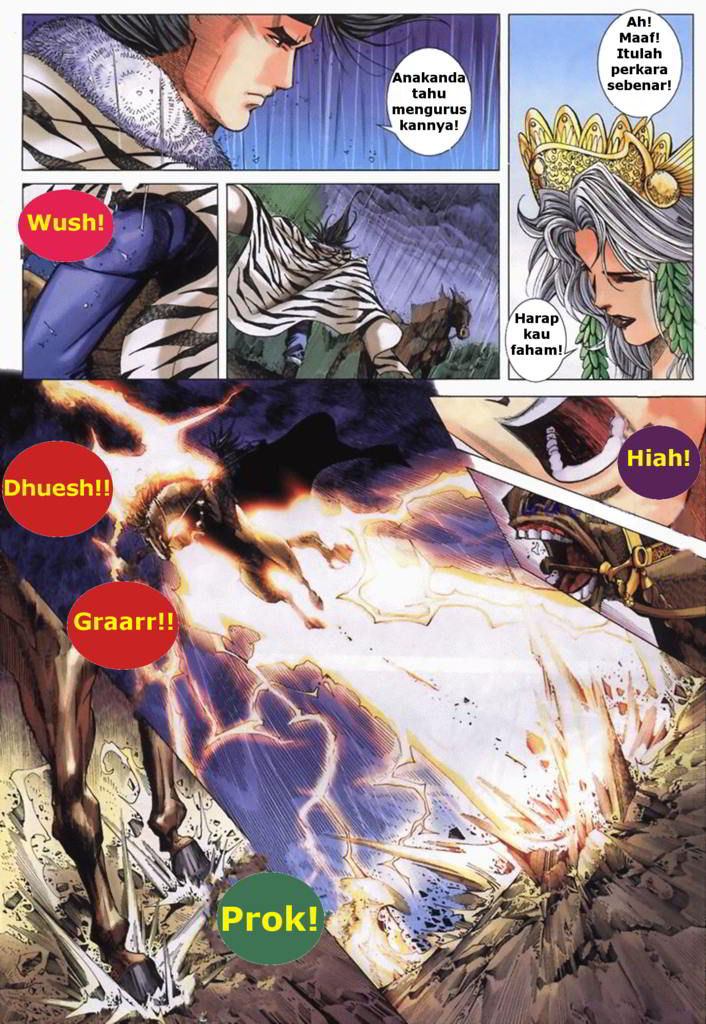 Anakanda
tahu
mengurus
kannya!
Ah!
Maaf!
Itulah
perkara
sebenar!
Harap
kau
faham!
Wush!
Hiah!
Dhuesh!!
Graarr!!
Prok!